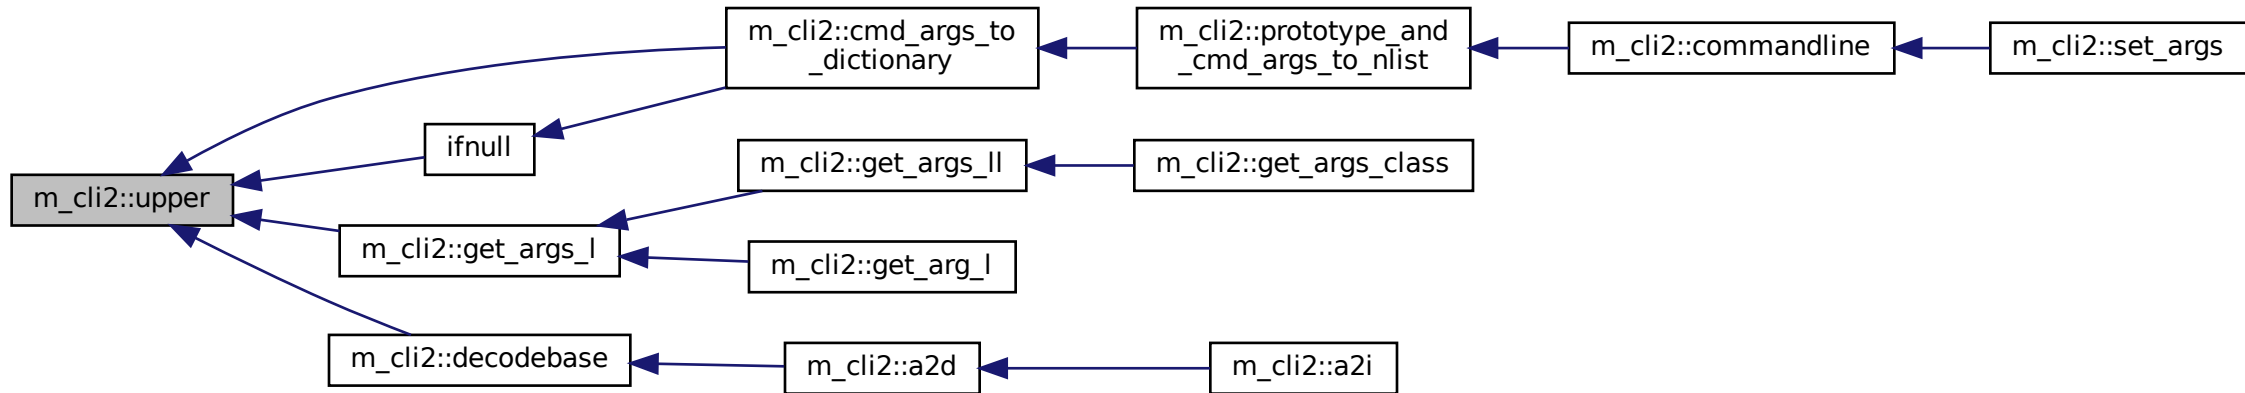 m_cli2::upper
m_cli2::cmd_args_to
_dictionary
m_cli2::prototype_and
_cmd_args_to_nlist
m_cli2::commandline
m_cli2::set_args
ifnull
m_cli2::get_args_l
m_cli2::get_args_ll
m_cli2::get_args_class
m_cli2::get_arg_l
m_cli2::decodebase
m_cli2::a2d
m_cli2::a2i